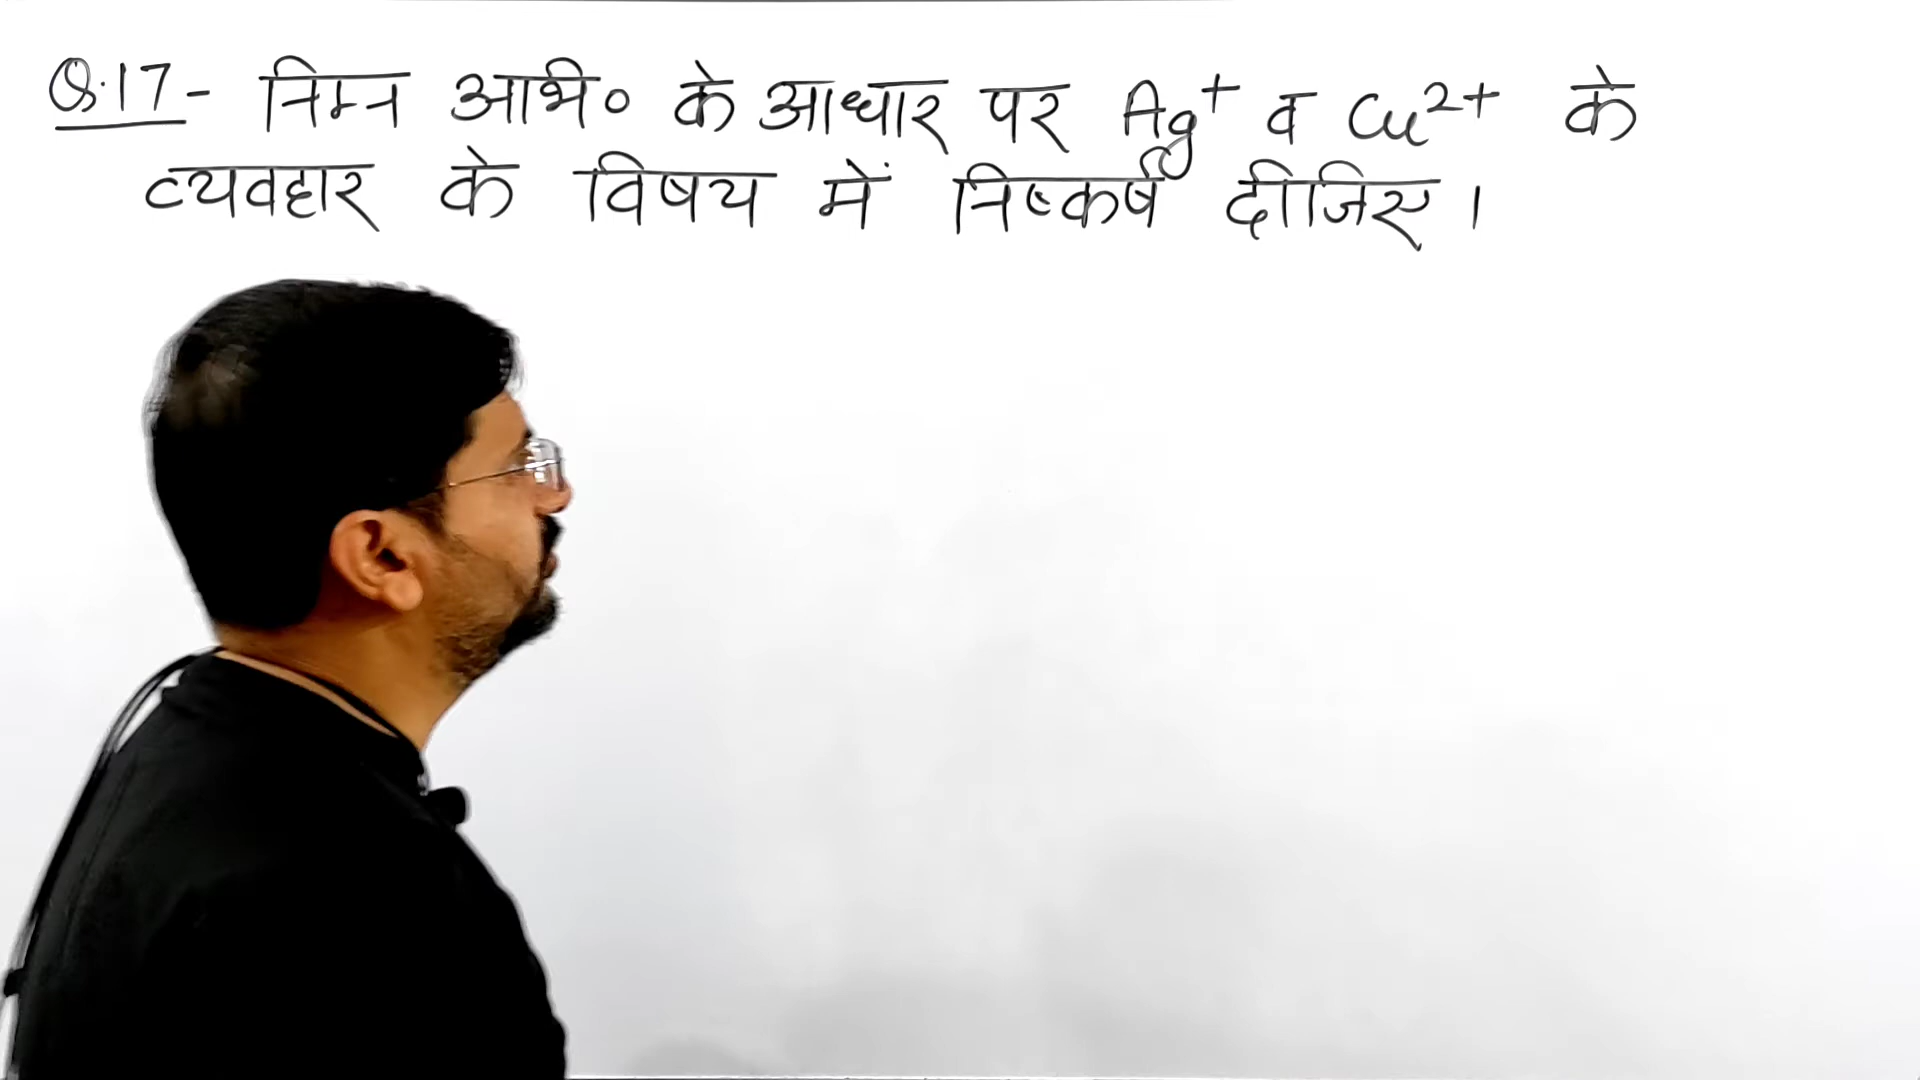 Q.17- निम्न अभि० के आधार पर Ag⁺ व Cu²⁺ के
व्यवहार के विषय में निष्कर्ष दीजिए।